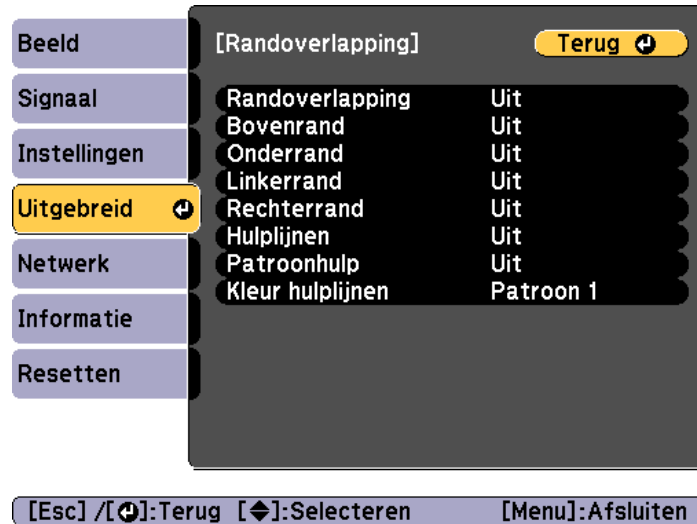 Beeld
Signaal
Instellingen
Uitgebreid
Netwerk
Informatie
Resetten
[Randoverlapping] Terug
Randoverlapping Uit
Bovenrand Uit
Onderrand Uit
Linkerrand Uit
Rechterrand Uit
Hulplijnen Uit
Patroonhulp Uit
Kleur hulplijnen Patroon 1
[Esc] /[⏎]:Terug [◆]:Selecteren [Menu]:Afsluiten